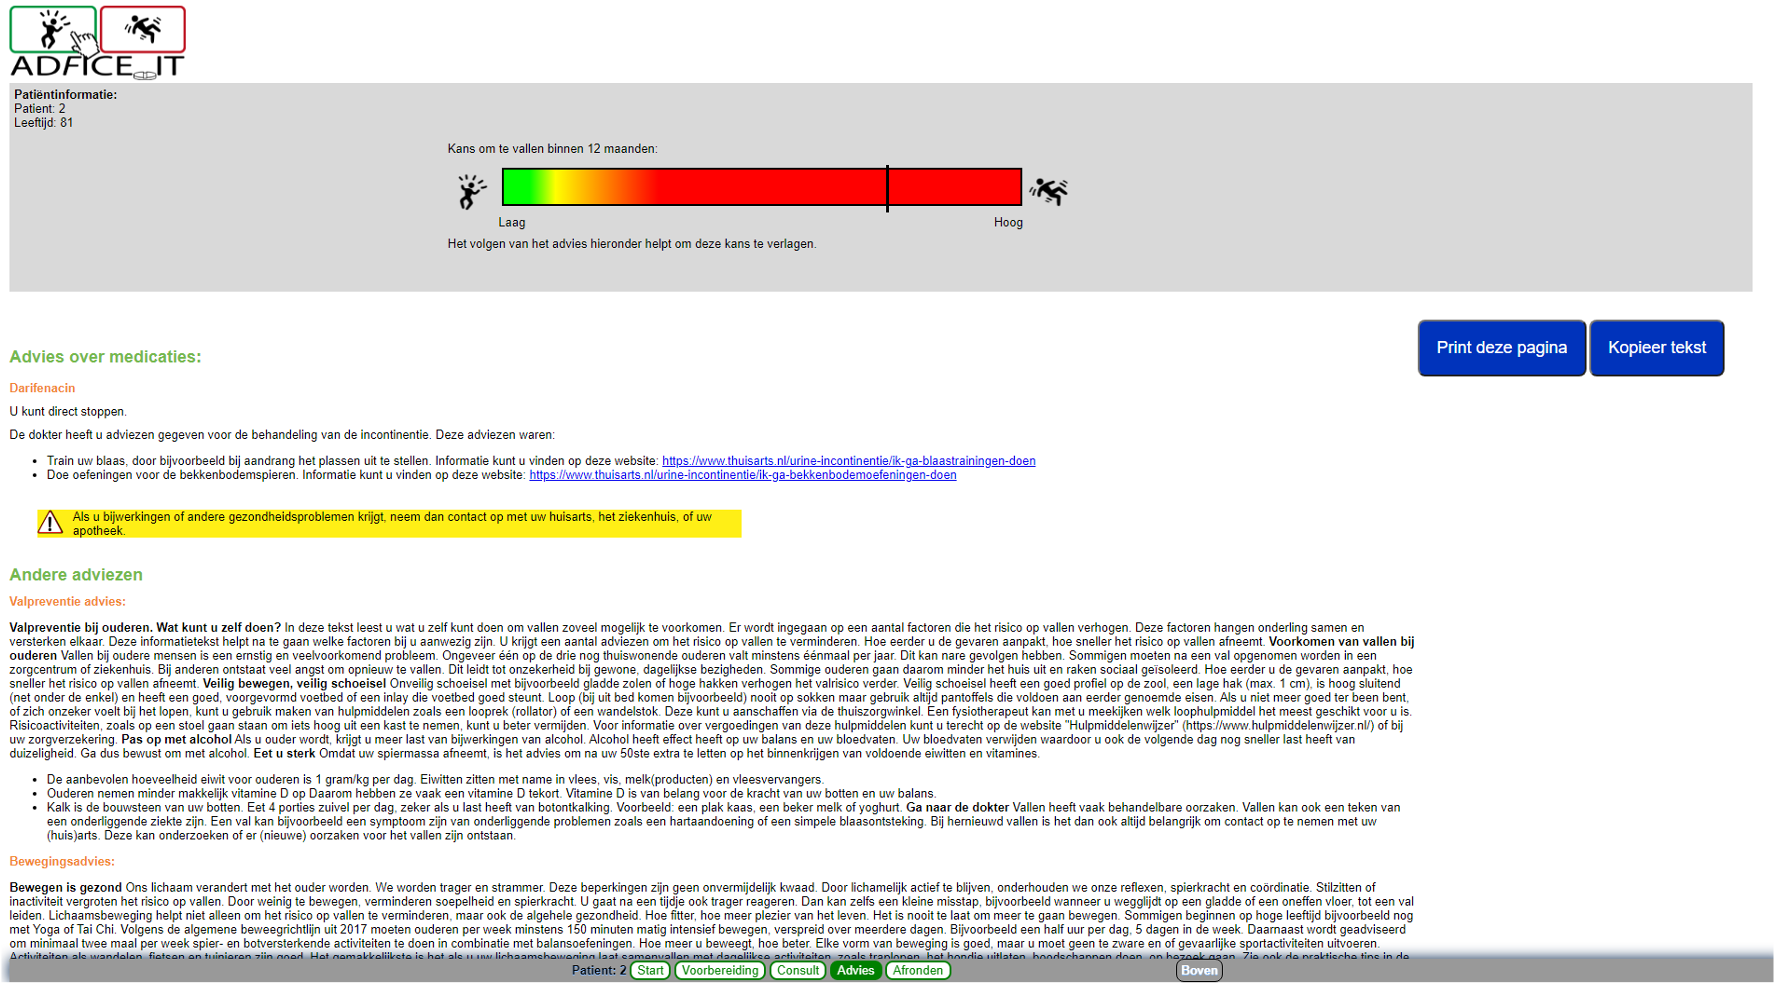 ADFICE_IT
Patiëntinformatie:
Patient: 2
Leeftijd: 81
Kans om te vallen binnen 12 maanden:
Laag
Hoog
Het volgen van het advies hieronder helpt om deze kans te verlagen.
Print deze pagina
Kopieer tekst
Advies over medicaties:
Darifenacin
U kunt direct stoppen.
De dokter heeft u adviezen gegeven voor de behandeling van de incontinentie. Deze adviezen waren:
• Train uw blaas, door bijvoorbeeld bij aandrang het plassen uit te stellen. Informatie kunt u vinden op deze website: https://www.thuisarts.nl/urine-incontinentie/ik-ga-blaastrainingen-doen
• Doe oefeningen voor de bekkenbodemspieren. Informatie kunt u vinden op deze website: https://www.thuisarts.nl/urine-incontinentie/ik-ga-bekkenbodemoefeningen-doen
Als u bijwerkingen of andere gezondheidsproblemen krijgt, neem dan contact op met uw huisarts, het ziekenhuis, of uw
apotheek.
Andere adviezen
Valpreventie advies:
Valpreventie bij ouderen. Wat kunt u zelf doen? In deze tekst leest u wat u zelf kunt doen om vallen zoveel mogelijk te voorkomen. Er wordt ingegaan op een aantal factoren die het risico op vallen verhogen. Deze factoren hangen onderling samen en
versterken elkaar. Deze informatietekst helpt na te gaan welke factoren bij u aanwezig zijn. U krijgt een aantal adviezen om het risico op vallen te verminderen. Hoe eerder u de gevaren aanpakt, hoe sneller het risico op vallen afneemt. Voorkomen van vallen bij
ouderen Vallen bij oudere mensen is een ernstig en veelvoorkomend probleem. Ongeveer één op de drie nog thuiswonende ouderen valt minstens éénmaal per jaar. Dit kan nare gevolgen hebben. Sommigen moeten na een val opgenomen worden in een
zorgcentrum of ziekenhuis. Bij anderen ontstaat veel angst om opnieuw te vallen. Dit leidt tot onzekerheid bij gewone, dagelijkse bezigheden. Sommige ouderen gaan daarom minder het huis uit en raken sociaal geïsoleerd. Hoe eerder u de gevaren aanpakt, hoe
sneller het risico op vallen afneemt. Veilig bewegen, veilig schoeisel Onveilig schoeisel met bijvoorbeeld gladde zolen of hoge hakken verhogen het valrisico verder. Veilig schoeisel heeft een goed profiel op de zool, een lage hak (max. 1 cm), is hoog sluitend
(net onder de enkel) en heeft een goed, voorgevormd voetbed of een inlay die voetbed goed steunt. Loop (bij uit bed komen bijvoorbeeld) nooit op sokken maar gebruik altijd pantoffels die voldoen aan eerder genoemde eisen. Als u niet meer goed ter been bent,
of zich onzeker voelt bij het lopen, kunt u gebruik maken van hulpmiddelen zoals een looprek (rollator) of een wandelstok. Deze kunt u aanschaffen via de thuiszorgwinkel. Een fysiotherapeut kan met u meekijken welk loophulpmiddel het meest geschikt voor u is.
Risicoactiviteiten, zoals op een stoel gaan staan om iets hoog uit een kast te nemen, kunt u beter vermijden. Voor informatie over vergoedingen van deze hulpmiddelen kunt u terecht op de website "Hulpmiddelenwijzer" (https://www.hulpmiddelenwijzer.nl/) of bij
uw zorgverzekering. Pas op met alcohol Als u ouder wordt, krijgt u meer last van bijwerkingen van alcohol. Alcohol heeft effect heeft op uw balans en uw bloedvaten. Uw bloedvaten verwijden waardoor u ook de volgende dag nog sneller last heeft van
duizeligheid. Ga dus bewust om met alcohol. Eet u sterk Omdat uw spiermassa afneemt, is het advies om na uw 50ste extra te letten op het binnenkrijgen van voldoende eiwitten en vitamines.
• De aanbevolen hoeveelheid eiwit voor ouderen is 1 gram/kg per dag. Eiwitten zitten met name in vlees, vis, melk(producten) en vleesvervangers.
• Ouderen nemen minder makkelijk vitamine D op Daarom hebben ze vaak een vitamine D tekort. Vitamine D is van belang voor de kracht van uw botten en uw balans.
• Kalk is de bouwsteen van uw botten. Eet 4 porties zuivel per dag, zeker als u last heeft van botontkalking. Voorbeeld: een plak kaas, een beker melk of yoghurt. Ga naar de dokter Vallen heeft vaak behandelbare oorzaken. Vallen kan ook een teken van
een onderliggende ziekte zijn. Een val kan bijvoorbeeld een symptoom zijn van onderliggende problemen zoals een hartaandoening of een simpele blaasontsteking. Bij hernieuwd vallen is het dan ook altijd belangrijk om contact op te nemen met uw
(huis)arts. Deze kan onderzoeken of er (nieuwe) oorzaken voor het vallen zijn ontstaan.
Bewegingsadvies:
Bewegen is gezond Ons lichaam verandert met het ouder worden. We worden trager en strammer. Deze beperkingen zijn geen onvermijdelijk kwaad. Door lichamelijk actief te blijven, onderhouden we onze reflexen, spierkracht en coördinatie. Stilzitten of
inactiviteit vergroten het risico op vallen. Door weinig te bewegen, verminderen soepelheid en spierkracht. U gaat na een tijdje ook trager reageren. Dan kan zelfs een kleine misstap, bijvoorbeeld wanneer u wegglijdt op een gladde of een oneffen vloer, tot een val
leiden. Lichaamsbeweging helpt niet alleen om het risico op vallen te verminderen, maar ook de algehele gezondheid. Hoe fitter, hoe meer plezier van het leven. Het is nooit te laat om meer te gaan bewegen. Sommigen beginnen op hoge leeftijd bijvoorbeeld nog
met Yoga of Tai Chi. Volgens de algemene beweegrichtlijn uit 2017 moeten ouderen per week minstens 150 minuten matig intensief bewegen, verspreid over meerdere dagen. Bijvoorbeeld een half uur per dag, 5 dagen in de week. Daarnaast wordt geadviseerd
om minimaal twee maal per week spier- en botversterkende activiteiten te doen in combinatie met balansoefeningen. Hoe meer u beweegt, hoe beter. Elke vorm van beweging is goed, maar u moet geen te zware en of gevaarlijke sportactiviteiten uitvoeren.
Activiteiten als wandelen, fietsen en tuinieren zijn goed. Het gemakkelijkste is het als u uw lichaamsbeweging laat samenvallen met dagelijkse activiteiten, zoals traplopen, het hondje uitlaten, boodschappen doen, op bezoek gaan. Zie ook de praktische tips in de
Patient: 2 Start Voorbereiding Consult Advies Afronden Boven